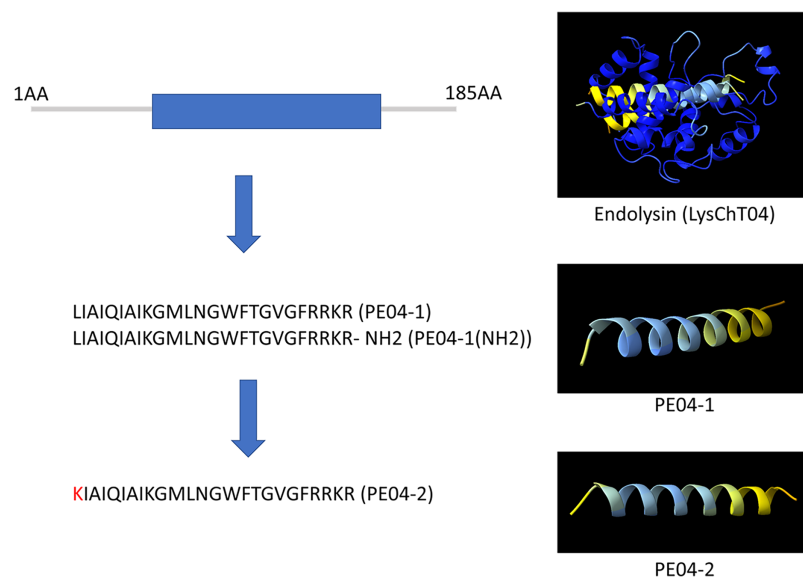 1AA
185AA
Endolysin (LysChT04)
LIAIQIAIKGMLNGWFTGVGFRRKR (PE04-1)
LIAIQIAIKGMLNGWFTGVGFRRKR- NH2 (PE04-1(NH2))
PE04-1
KIAIQIAIKGMLNGWFTGVGFRRKR (PE04-2)
PE04-2